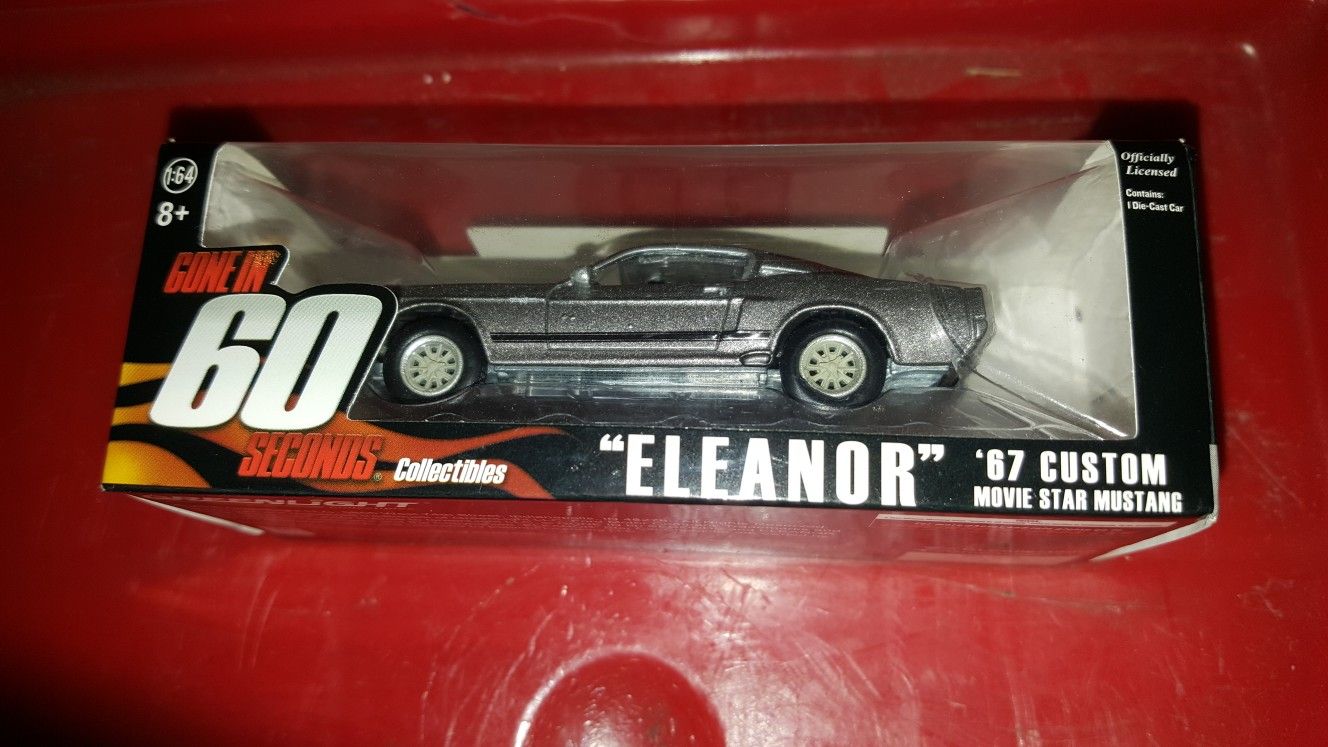 1:64
8+
Officially
Licensed
Contains:
1 Die-Cast Car
GONE IN
60
SECONDS®
Collectibles
"ELEANOR"
'67 CUSTOM
MOVIE STAR MUSTANG